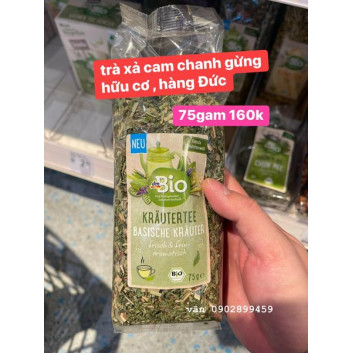 trà xả cam chanh gừng
hữu cơ , hàng Đức
75gam 160k
NEU
Bio
KRÄUTERTEE
BASISCHE KRÄUTER
aromatisch
BIO
75g e
vân 0902899459